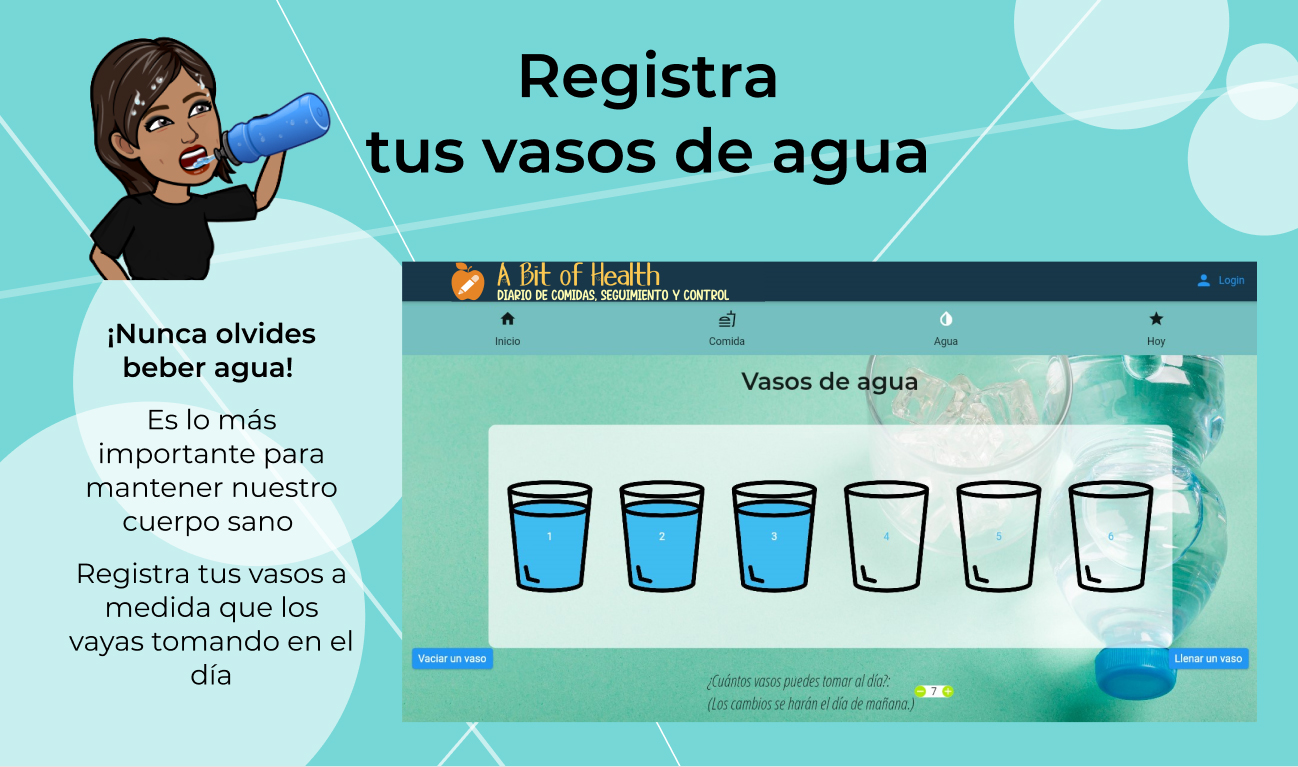 Registra
tus vasos de agua
¡Nunca olvides
beber agua!
Es lo más
importante para
mantener nuestro
cuerpo sano
Registra tus vasos a
medida que los
vayas tomando en el
día
A Bit of Health
DIARIO DE COMIDAS, SEGUIMIENTO Y CONTROL
Login
Inicio
Comida
Agua
Hoy
Vasos de agua
1 2 3 4 5 6
Vaciar un vaso
Llenar un vaso
¿Cuántos vasos puedes tomar al día?:
(Los cambios se harán el día de mañana.)
7